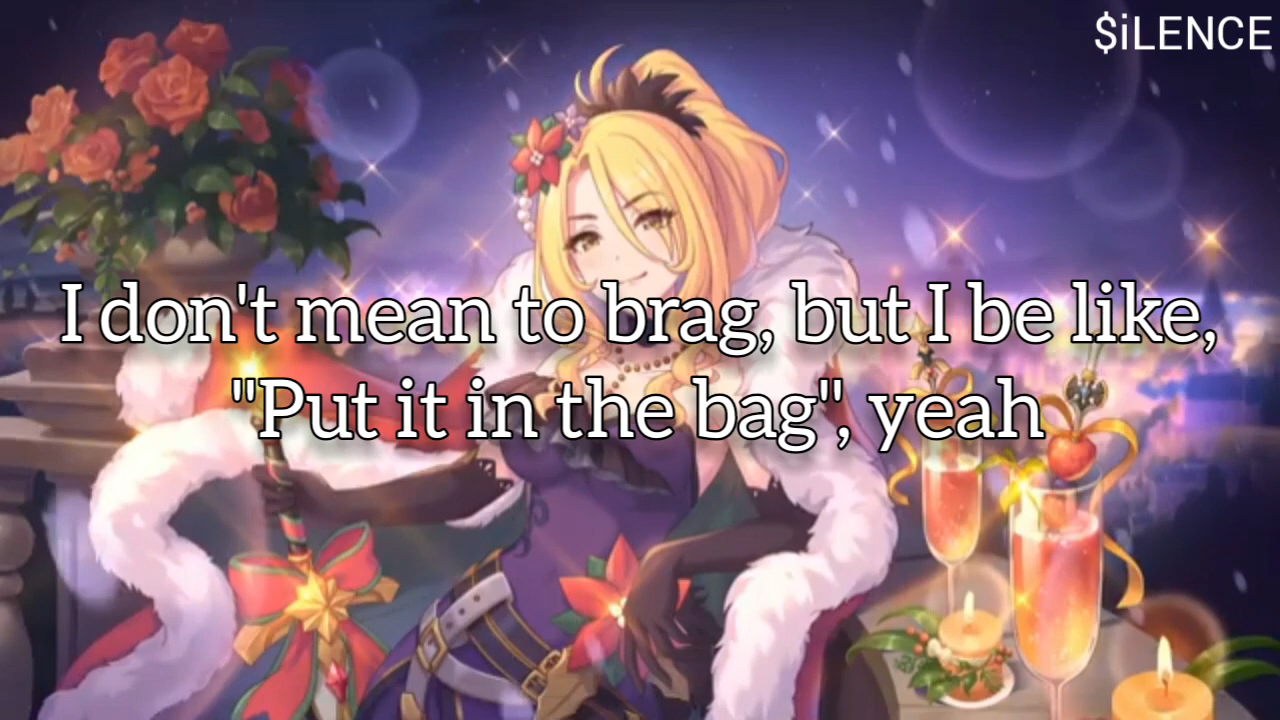 $iLENCE
I don't mean to brag, but I be like,
"Put it in the bag", yeah